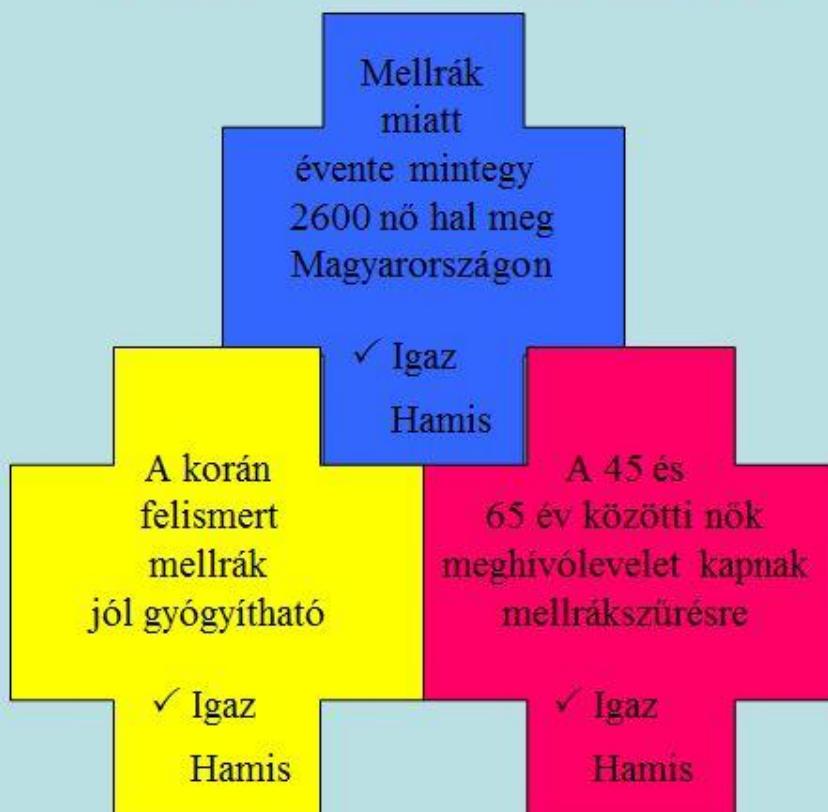 Mellrák
miatt
évente mintegy
2600 nő hal meg
Magyarországon
✓ Igaz
Hamis
A korán
felismert
mellrák
jól gyógyítható
✓ Igaz
Hamis
A 45 és
65 év közötti nők
meghívólevelet kapnak
mellrákszűrésre
✓ Igaz
Hamis